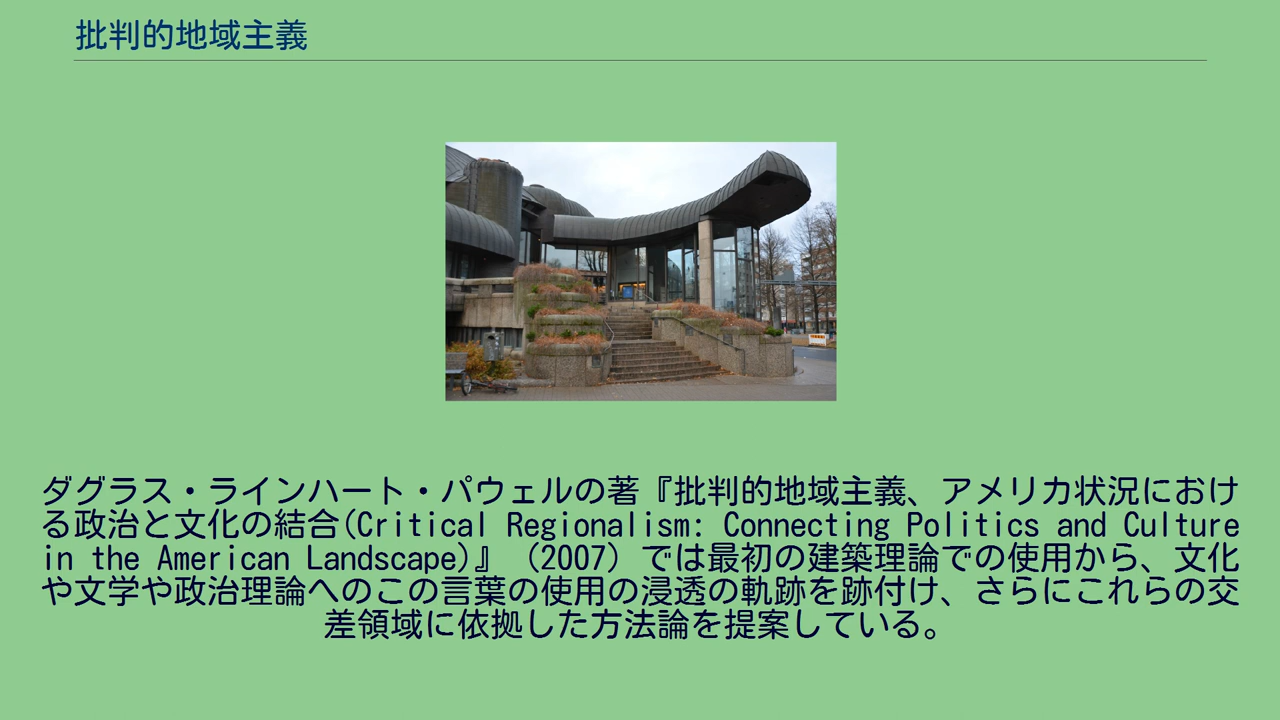 批判的地域主義
ダグラス・ラインハート・パウェルの著『批判的地域主義、アメリカ状況におけ
る政治と文化の結合(Critical Regionalism: Connecting Politics and Culture
in the American Landscape)』（2007）では最初の建築理論での使用から、文化
や文学や政治理論へのこの言葉の使用の浸透の軌跡を跡付け、さらにこれらの交
差領域に依拠した方法論を提案している。